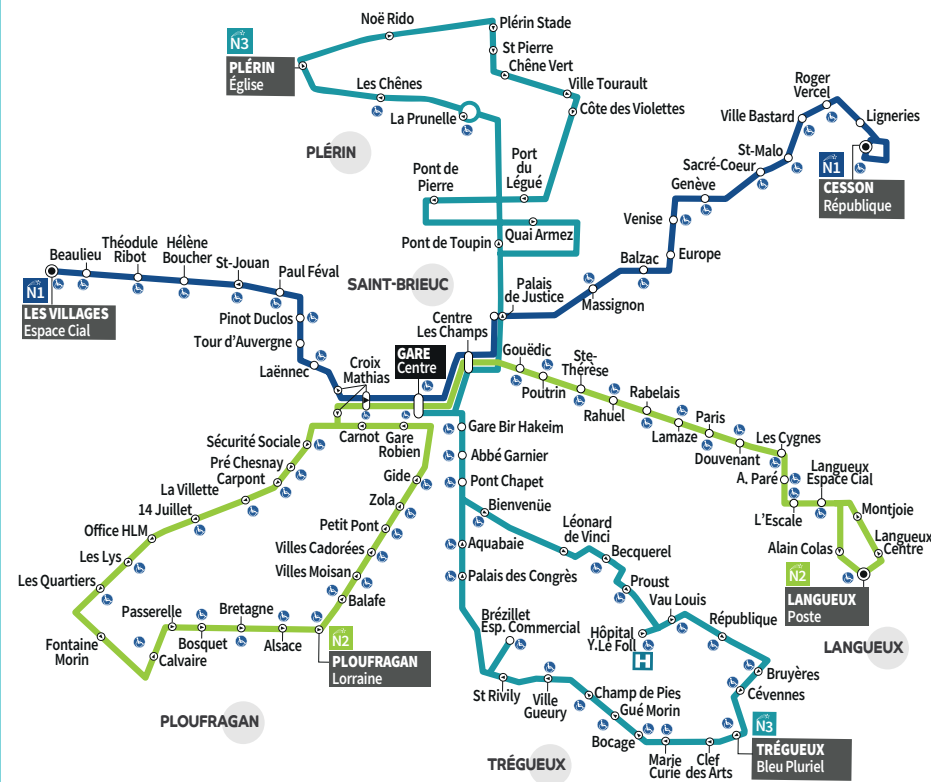 Noë Rido
Plérin Stade
St Pierre
Chêne Vert
N3
PLÉRIN
Église
Les Chênes
La Prunelle
Ville Tourault
Côte des Violettes
PLÉRIN
Pont de
Pierre
Port
du
Légué
Quai Armez
Pont de Toupin
Roger
Vercel
Ville Bastard
Ligneries
St-Malo
Sacré-Coeur
Genève
N1
CESSON
République
Venise
Europe
Balzac
Massignon
Palais
de Justice
SAINT-BRIEUC
Centre
Les Champs
Beaulieu
Théodule
Ribot
Hélène
Boucher
St-Jouan
Paul Féval
N1
LES VILLAGES
Espace Cial
Pinot Duclos
Tour d'Auvergne
Laënnec
Croix
Mathias
GARE
Centre
Gouëdic
Poutrin
Ste-
Thérèse
Rahuel
Rabelais
Lamaze
Paris
Douvenant
Les Cygnes
A. Paré
L'Escale
Langueux
Espace Cial
Montjoie
Langueux
Centre
Alain Colas
N2
LANGUEUX
Poste
LANGUEUX
Carnot
Gare
Robien
Sécurité Sociale
Pré Chesnay
Carpont
La Villette
14 Juillet
Office HLM
Les Lys
Les Quartiers
Fontaine
Morin
Calvaire
Passerelle
Bosquet
Bretagne
Alsace
Gide
Zola
Petit Pont
Villes Cadorées
Villes Moisan
Balafe
N2
PLOUFRAGAN
Lorraine
PLOUFRAGAN
Gare Bir Hakeim
Abbé Garnier
Pont Chapet
Bienvenüe
Aquabaie
Palais des Congrès
Léonard
de Vinci
Becquerel
Proust
Vau Louis
Hôpital
Y.Le Foll
H
République
Bruyères
Cévennes
Brézillet
Esp. Commercial
St Rivily
Ville
Gueury
Champ de Pies
Gué Morin
Bocage
Marie
Curie
Clef
des Arts
N3
TRÉGUEUX
Bleu Pluriel
TRÉGUEUX